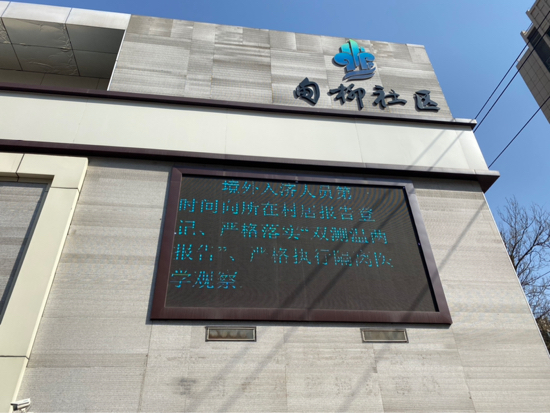 甸柳社区
境外入济人员第
时间向所在村居报告登
记、严格落实“双测温两
报告”、严格执行隔离医
学观察